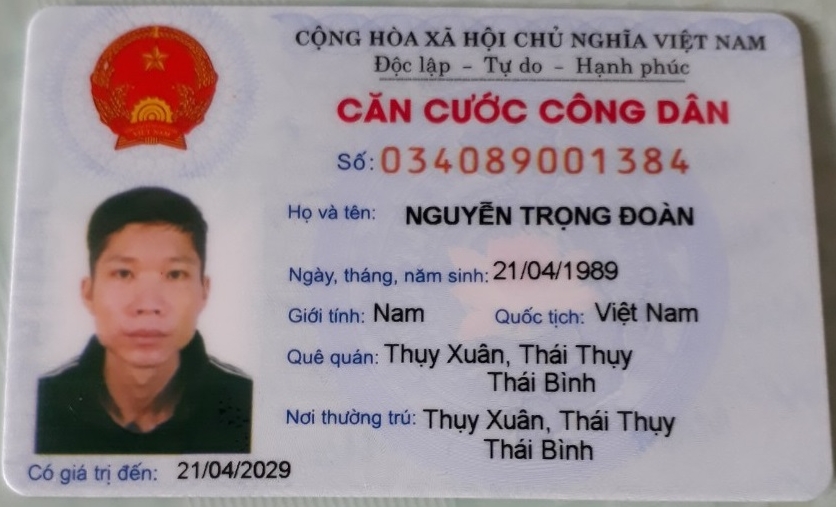 CỘNG HÒA XÃ HỘI CHỦ NGHĨA VIỆT NAM
Độc lập - Tự do - Hạnh phúc
CĂN CƯỚC CÔNG DÂN
Số: 034089001384
Họ và tên: NGUYỄN TRỌNG ĐOÀN
Ngày, tháng, năm sinh: 21/04/1989
Giới tính: Nam Quốc tịch: Việt Nam
Quê quán: Thụy Xuân, Thái Thụy
Thái Bình
Nơi thường trú: Thụy Xuân, Thái Thụy
Thái Bình
Có giá trị đến: 21/04/2029
VIỆT NAM